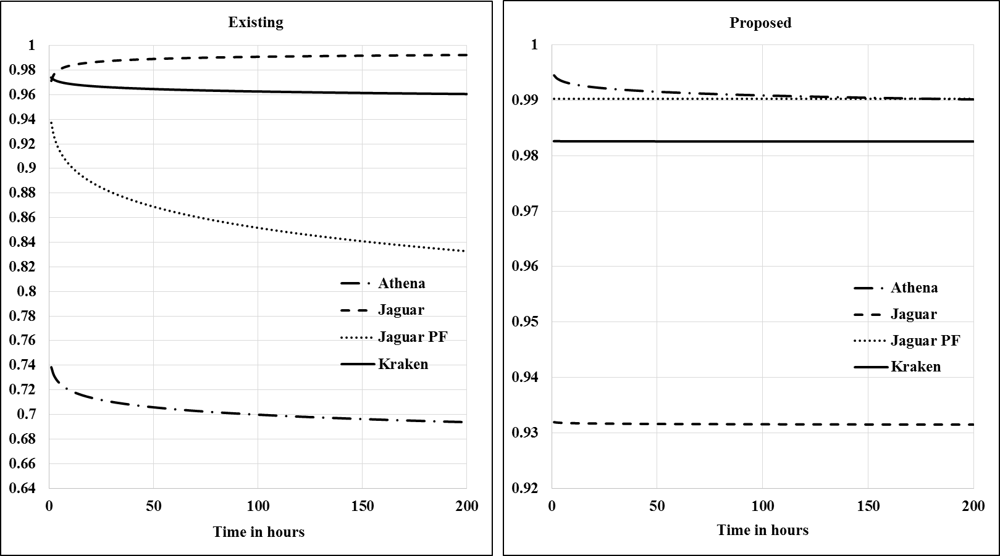 Existing
1
0.98
0.96
0.94
0.92
0.9
0.88
0.86
0.84
0.82
0.8
0.78
0.76
0.74
0.72
0.7
0.68
0.66
0.64
Athena
Jaguar
Jaguar PF
Kraken
0 50 100 150 200
Time in hours
Proposed
1
0.99
0.98
0.97
0.96
0.95
0.94
0.93
0.92
Athena
Jaguar
Jaguar PF
Kraken
0 50 100 150 200
Time in hours